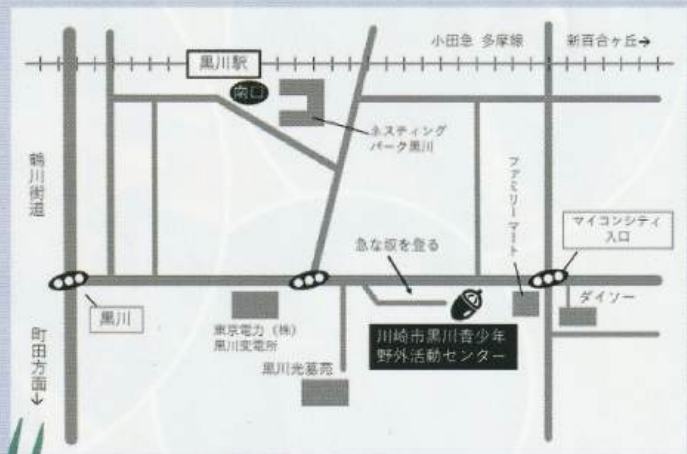 小田急 多摩線　新百合ヶ丘→
黒川駅
南口
ネスティング
パーク黒川
鶴川街道
ファミリーマート
マイコンシティ
入口
急な坂を登る
黒川
ダイソー
東京電力（株）
黒川変電所
川崎市黒川青少年
野外活動センター
町田方面→
黒川光墓苑